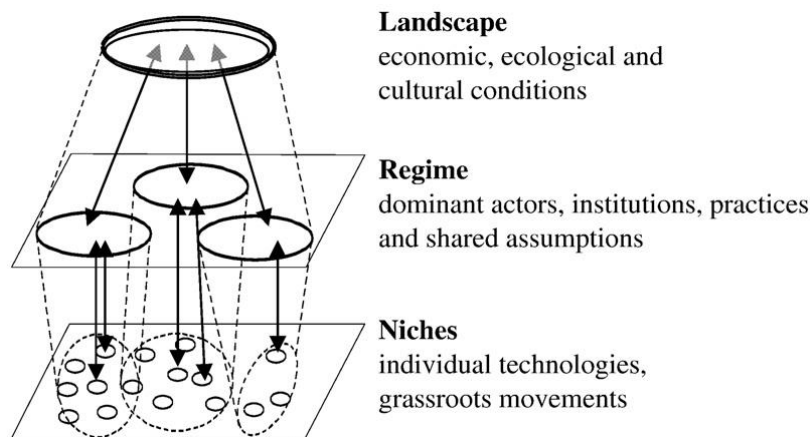 Landscape
economic, ecological and
cultural conditions
Regime
dominant actors, institutions, practices
and shared assumptions
Niches
individual technologies,
grassroots movements